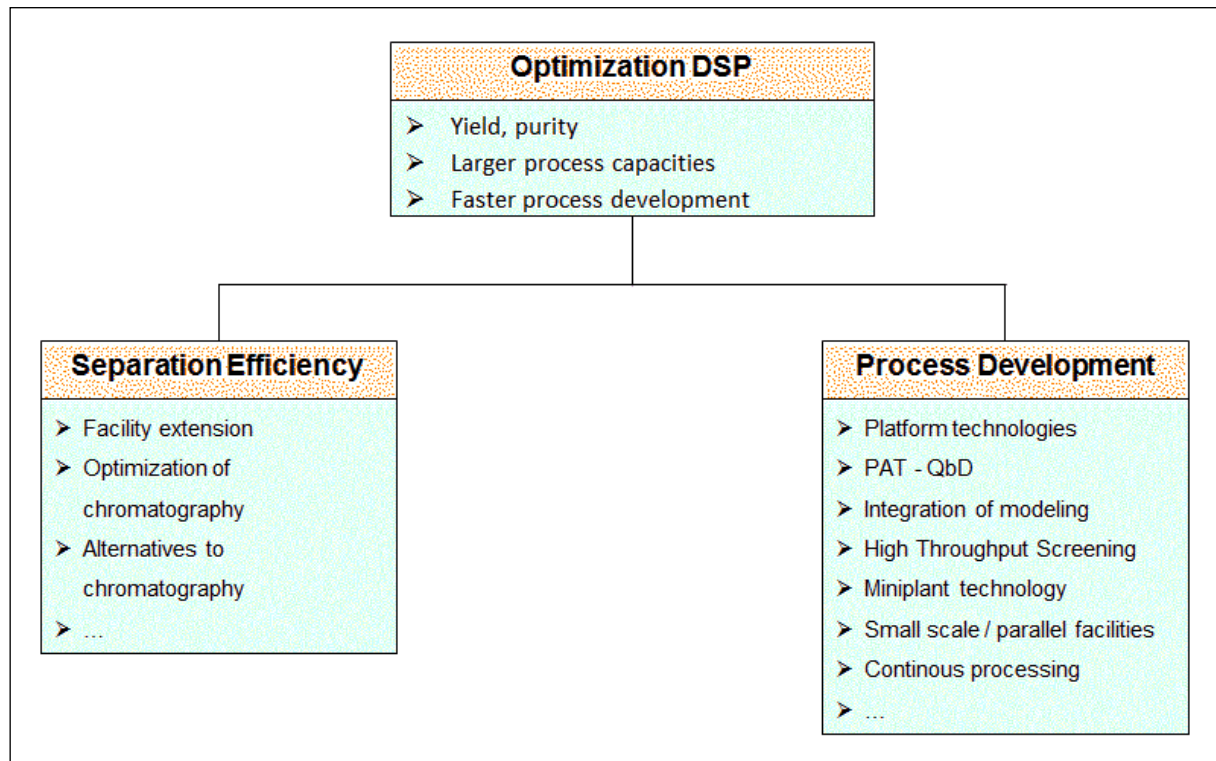 Optimization DSP
➢ Yield, purity
➢ Larger process capacities
➢ Faster process development
Separation Efficiency
➢ Facility extension
➢ Optimization of
chromatography
➢ Alternatives to
chromatography
➢ ...
Process Development
➢ Platform technologies
➢ PAT - QbD
➢ Integration of modeling
➢ High Throughput Screening
➢ Miniplant technology
➢ Small scale / parallel facilities
➢ Continous processing
➢ ...